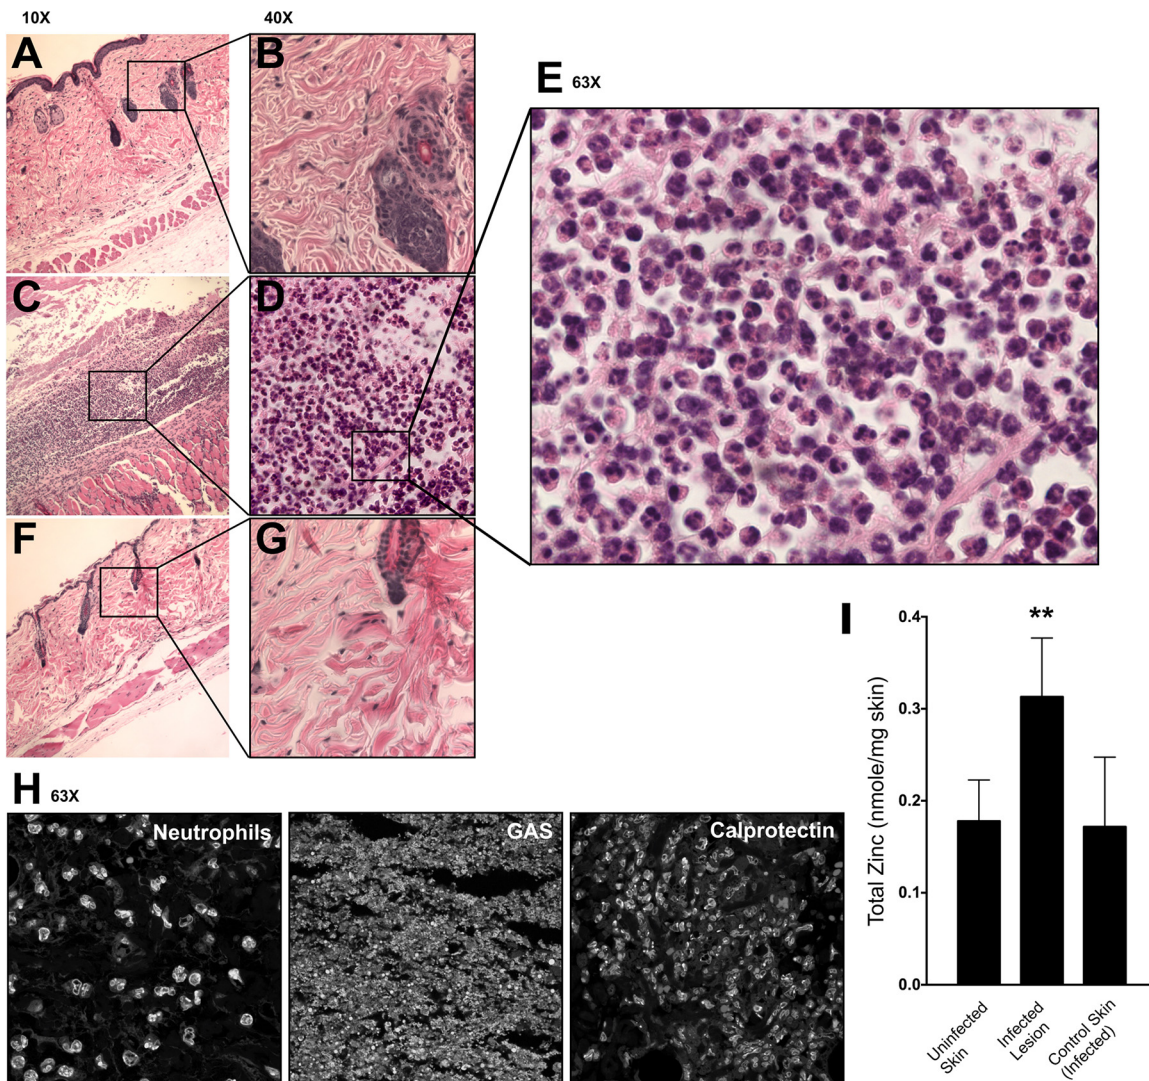 10X
40X
A
B
E 63X
C
D
F
G
H 63X
Neutrophils
GAS
Calprotectin
I
**
0.4
0.3
0.2
0.1
0.0
Total Zinc (nmole/mg skin)
Uninfected
Skin
Infected
Lesion
Control Skin
(Infected)